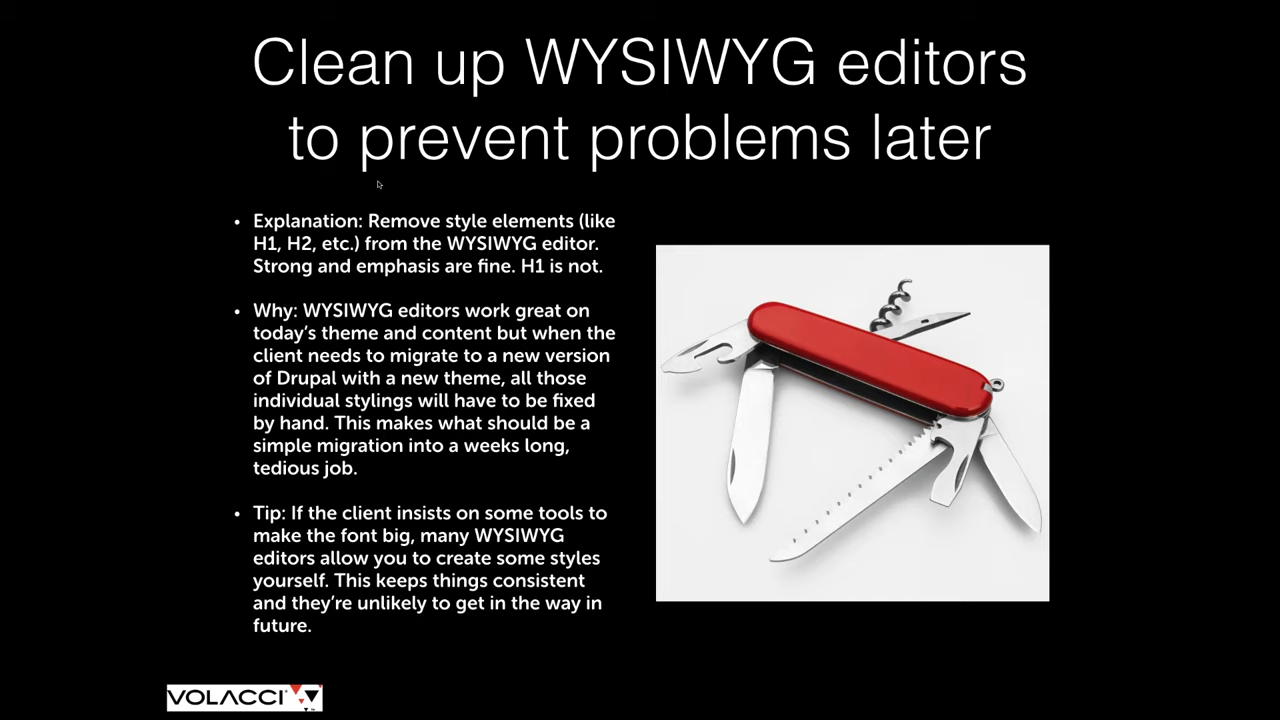 Clean up WYSIWYG editors
to prevent problems later
• Explanation: Remove style elements (like
H1, H2, etc.) from the WYSIWYG editor.
Strong and emphasis are fine. H1 is not.
• Why: WYSIWYG editors work great on
today's theme and content but when the
client needs to migrate to a new version
of Drupal with a new theme, all those
individual stylings will have to be fixed
by hand. This makes what should be a
simple migration into a weeks long,
tedious job.
• Tip: If the client insists on some tools to
make the font big, many WYSIWYG
editors allow you to create some styles
yourself. This keeps things consistent
and they're unlikely to get in the way in
future.
VOLACCI